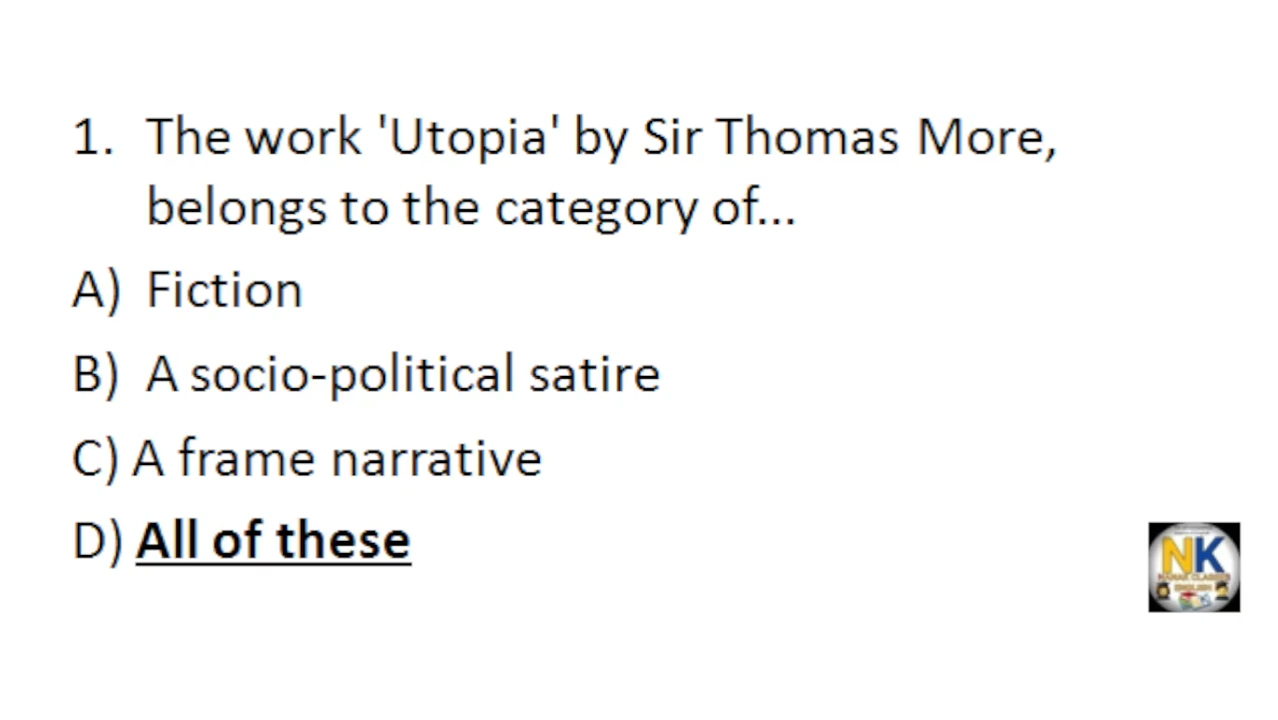 1. The work 'Utopia' by Sir Thomas More,
belongs to the category of...
A) Fiction
B) A socio-political satire
C) A frame narrative
D) All of these
NK
ENGLISH